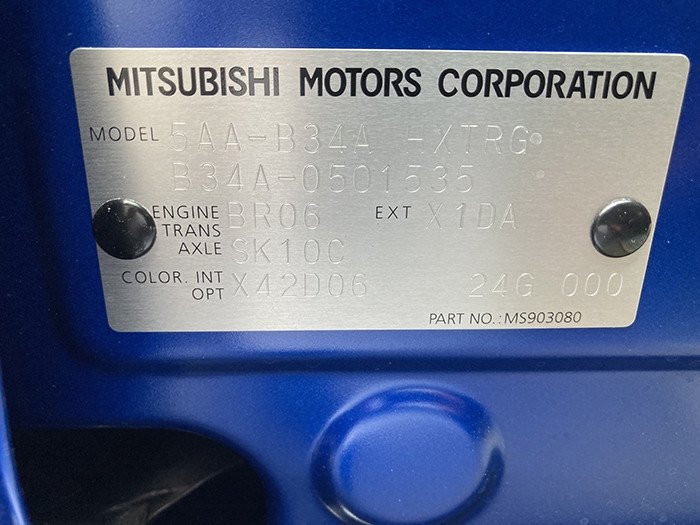 MITSUBISHI MOTORS CORPORATION
MODEL 5AA-B34A HXTRG
B34A-0501535
ENGINE BR06 EXT X1DA
TRANS
AXLE SK10C
COLOR. INT X42D06 24G 000
OPT
PART NO.: MS903080